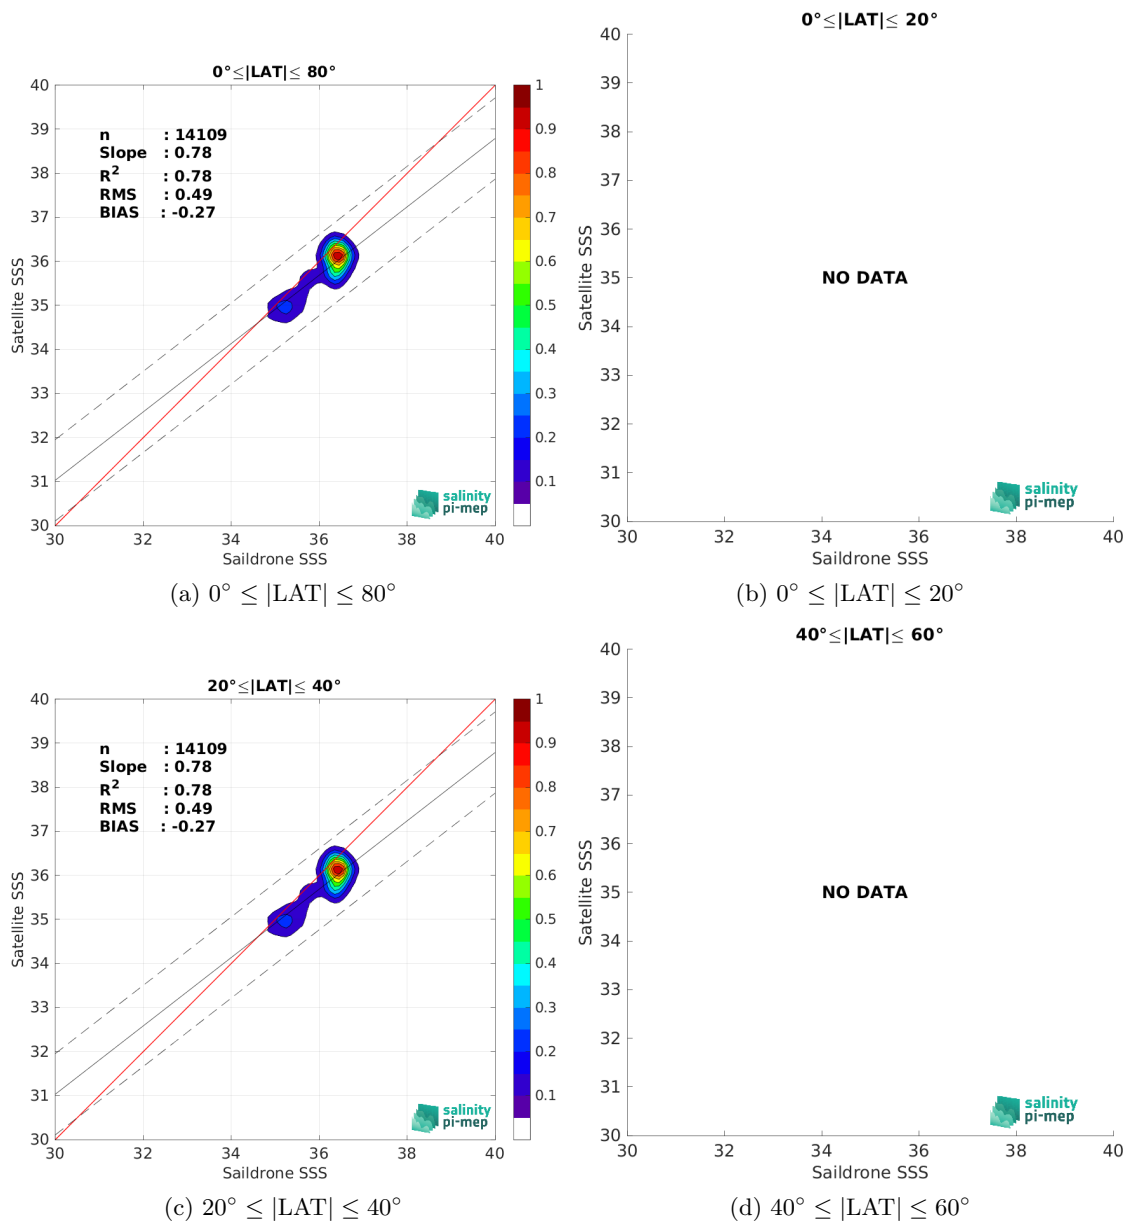 0°≤|LAT|≤ 80°
40
39
38
37
36
35
34
33
32
31
30
30 32 34 36 38 40
Satellite SSS
Saildrone SSS
n : 14109
Slope : 0.78
R² : 0.78
RMS : 0.49
BIAS : -0.27
1
0.9
0.8
0.7
0.6
0.5
0.4
0.3
0.2
0.1
salinity
pi-mep
(a) 0° ≤ |LAT| ≤ 80°
0°≤|LAT|≤ 20°
40
39
38
37
36
35
34
33
32
31
30
30 32 34 36 38 40
Satellite SSS
Saildrone SSS
NO DATA
salinity
pi-mep
(b) 0° ≤ |LAT| ≤ 20°
20°≤|LAT|≤ 40°
40
39
38
37
36
35
34
33
32
31
30
30 32 34 36 38 40
Satellite SSS
Saildrone SSS
n : 14109
Slope : 0.78
R² : 0.78
RMS : 0.49
BIAS : -0.27
1
0.9
0.8
0.7
0.6
0.5
0.4
0.3
0.2
0.1
salinity
pi-mep
(c) 20° ≤ |LAT| ≤ 40°
40°≤|LAT|≤ 60°
40
39
38
37
36
35
34
33
32
31
30
30 32 34 36 38 40
Satellite SSS
Saildrone SSS
NO DATA
salinity
pi-mep
(d) 40° ≤ |LAT| ≤ 60°